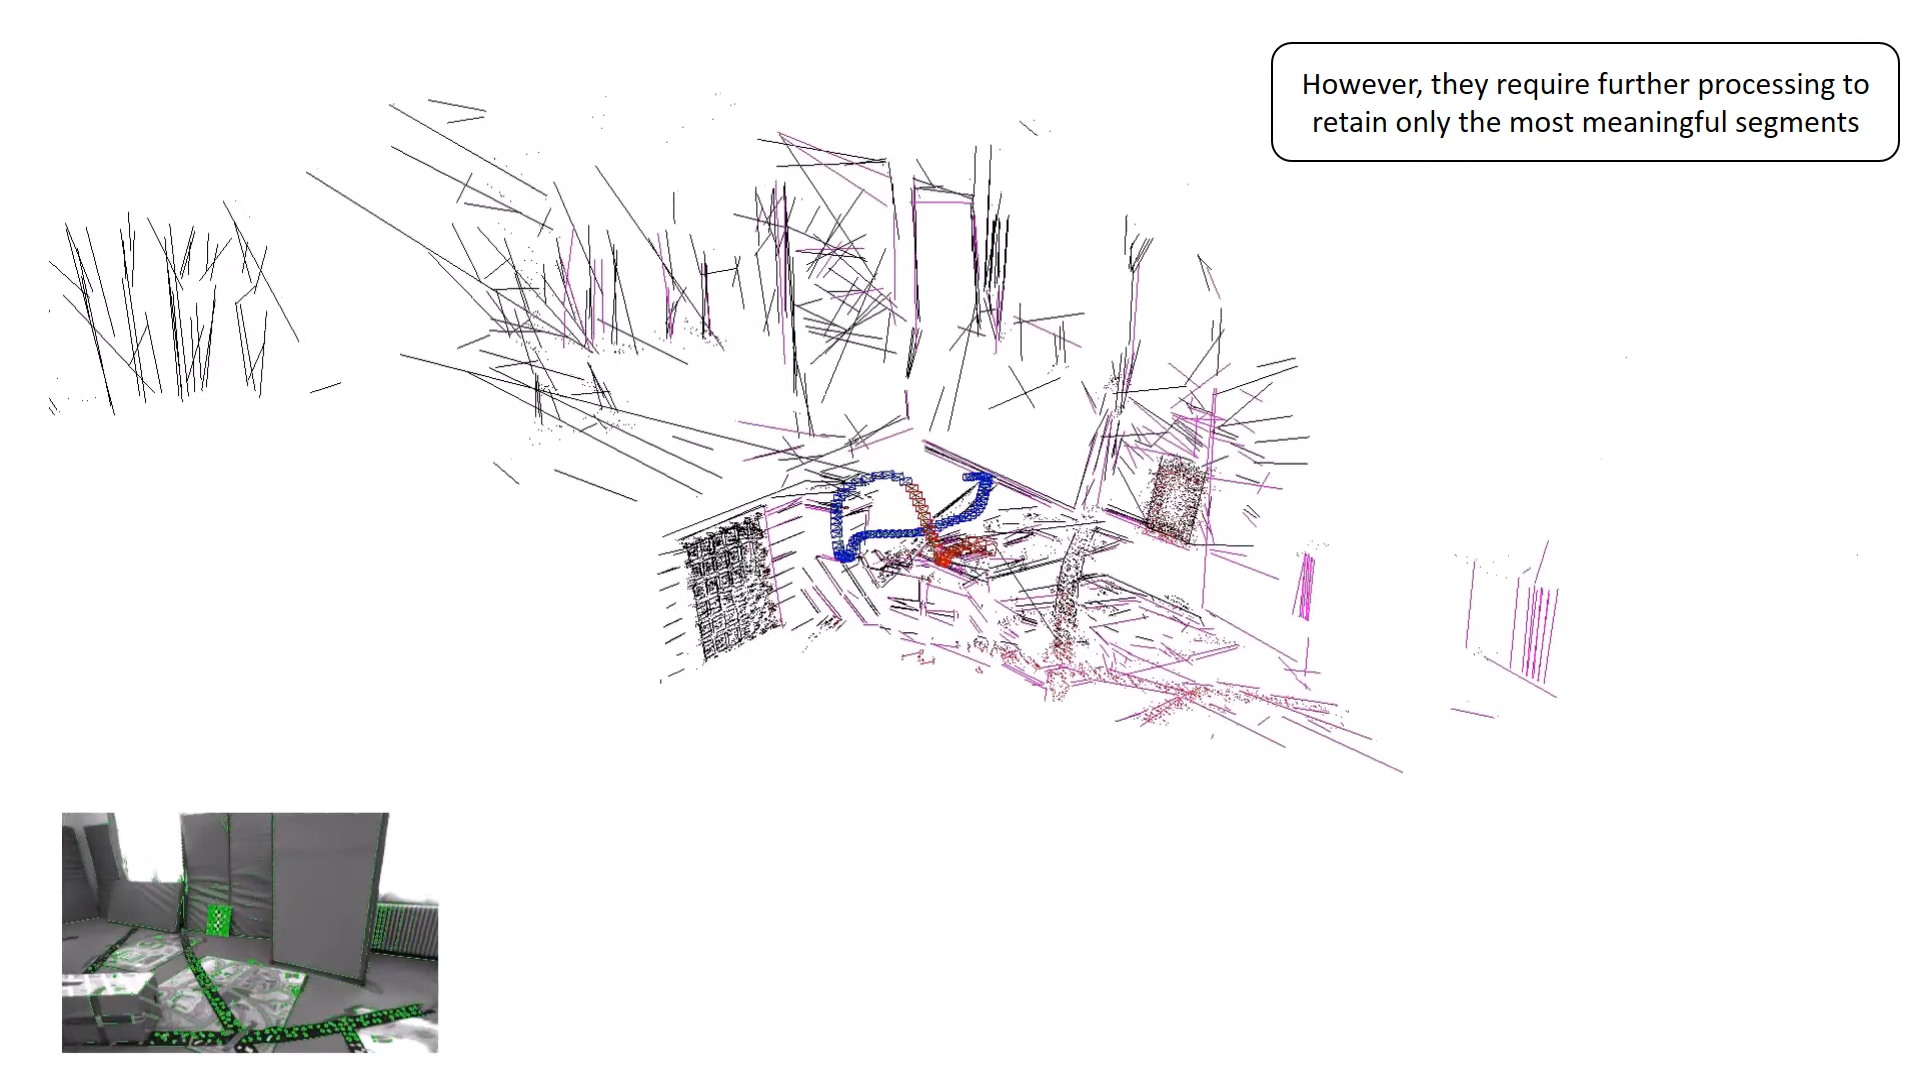 However, they require further processing to
retain only the most meaningful segments